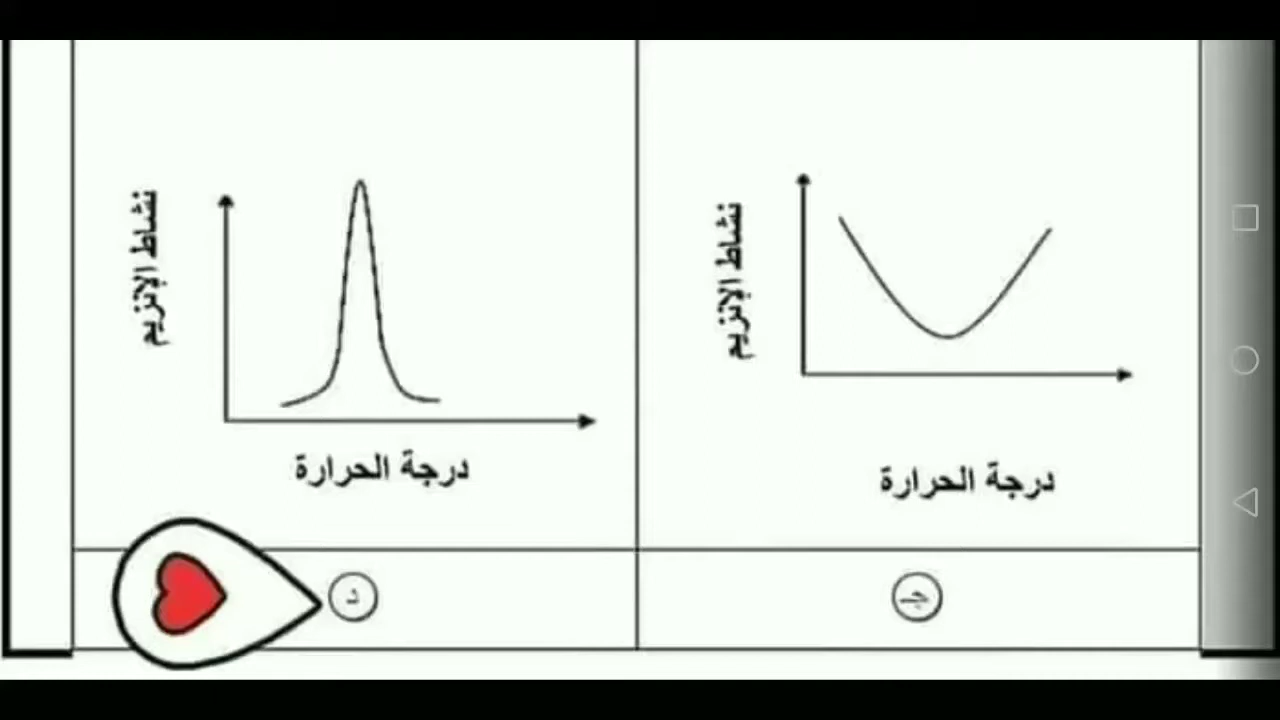 نشاط الإنزيم
درجة الحرارة
جـ
نشاط الإنزيم
درجة الحرارة
د